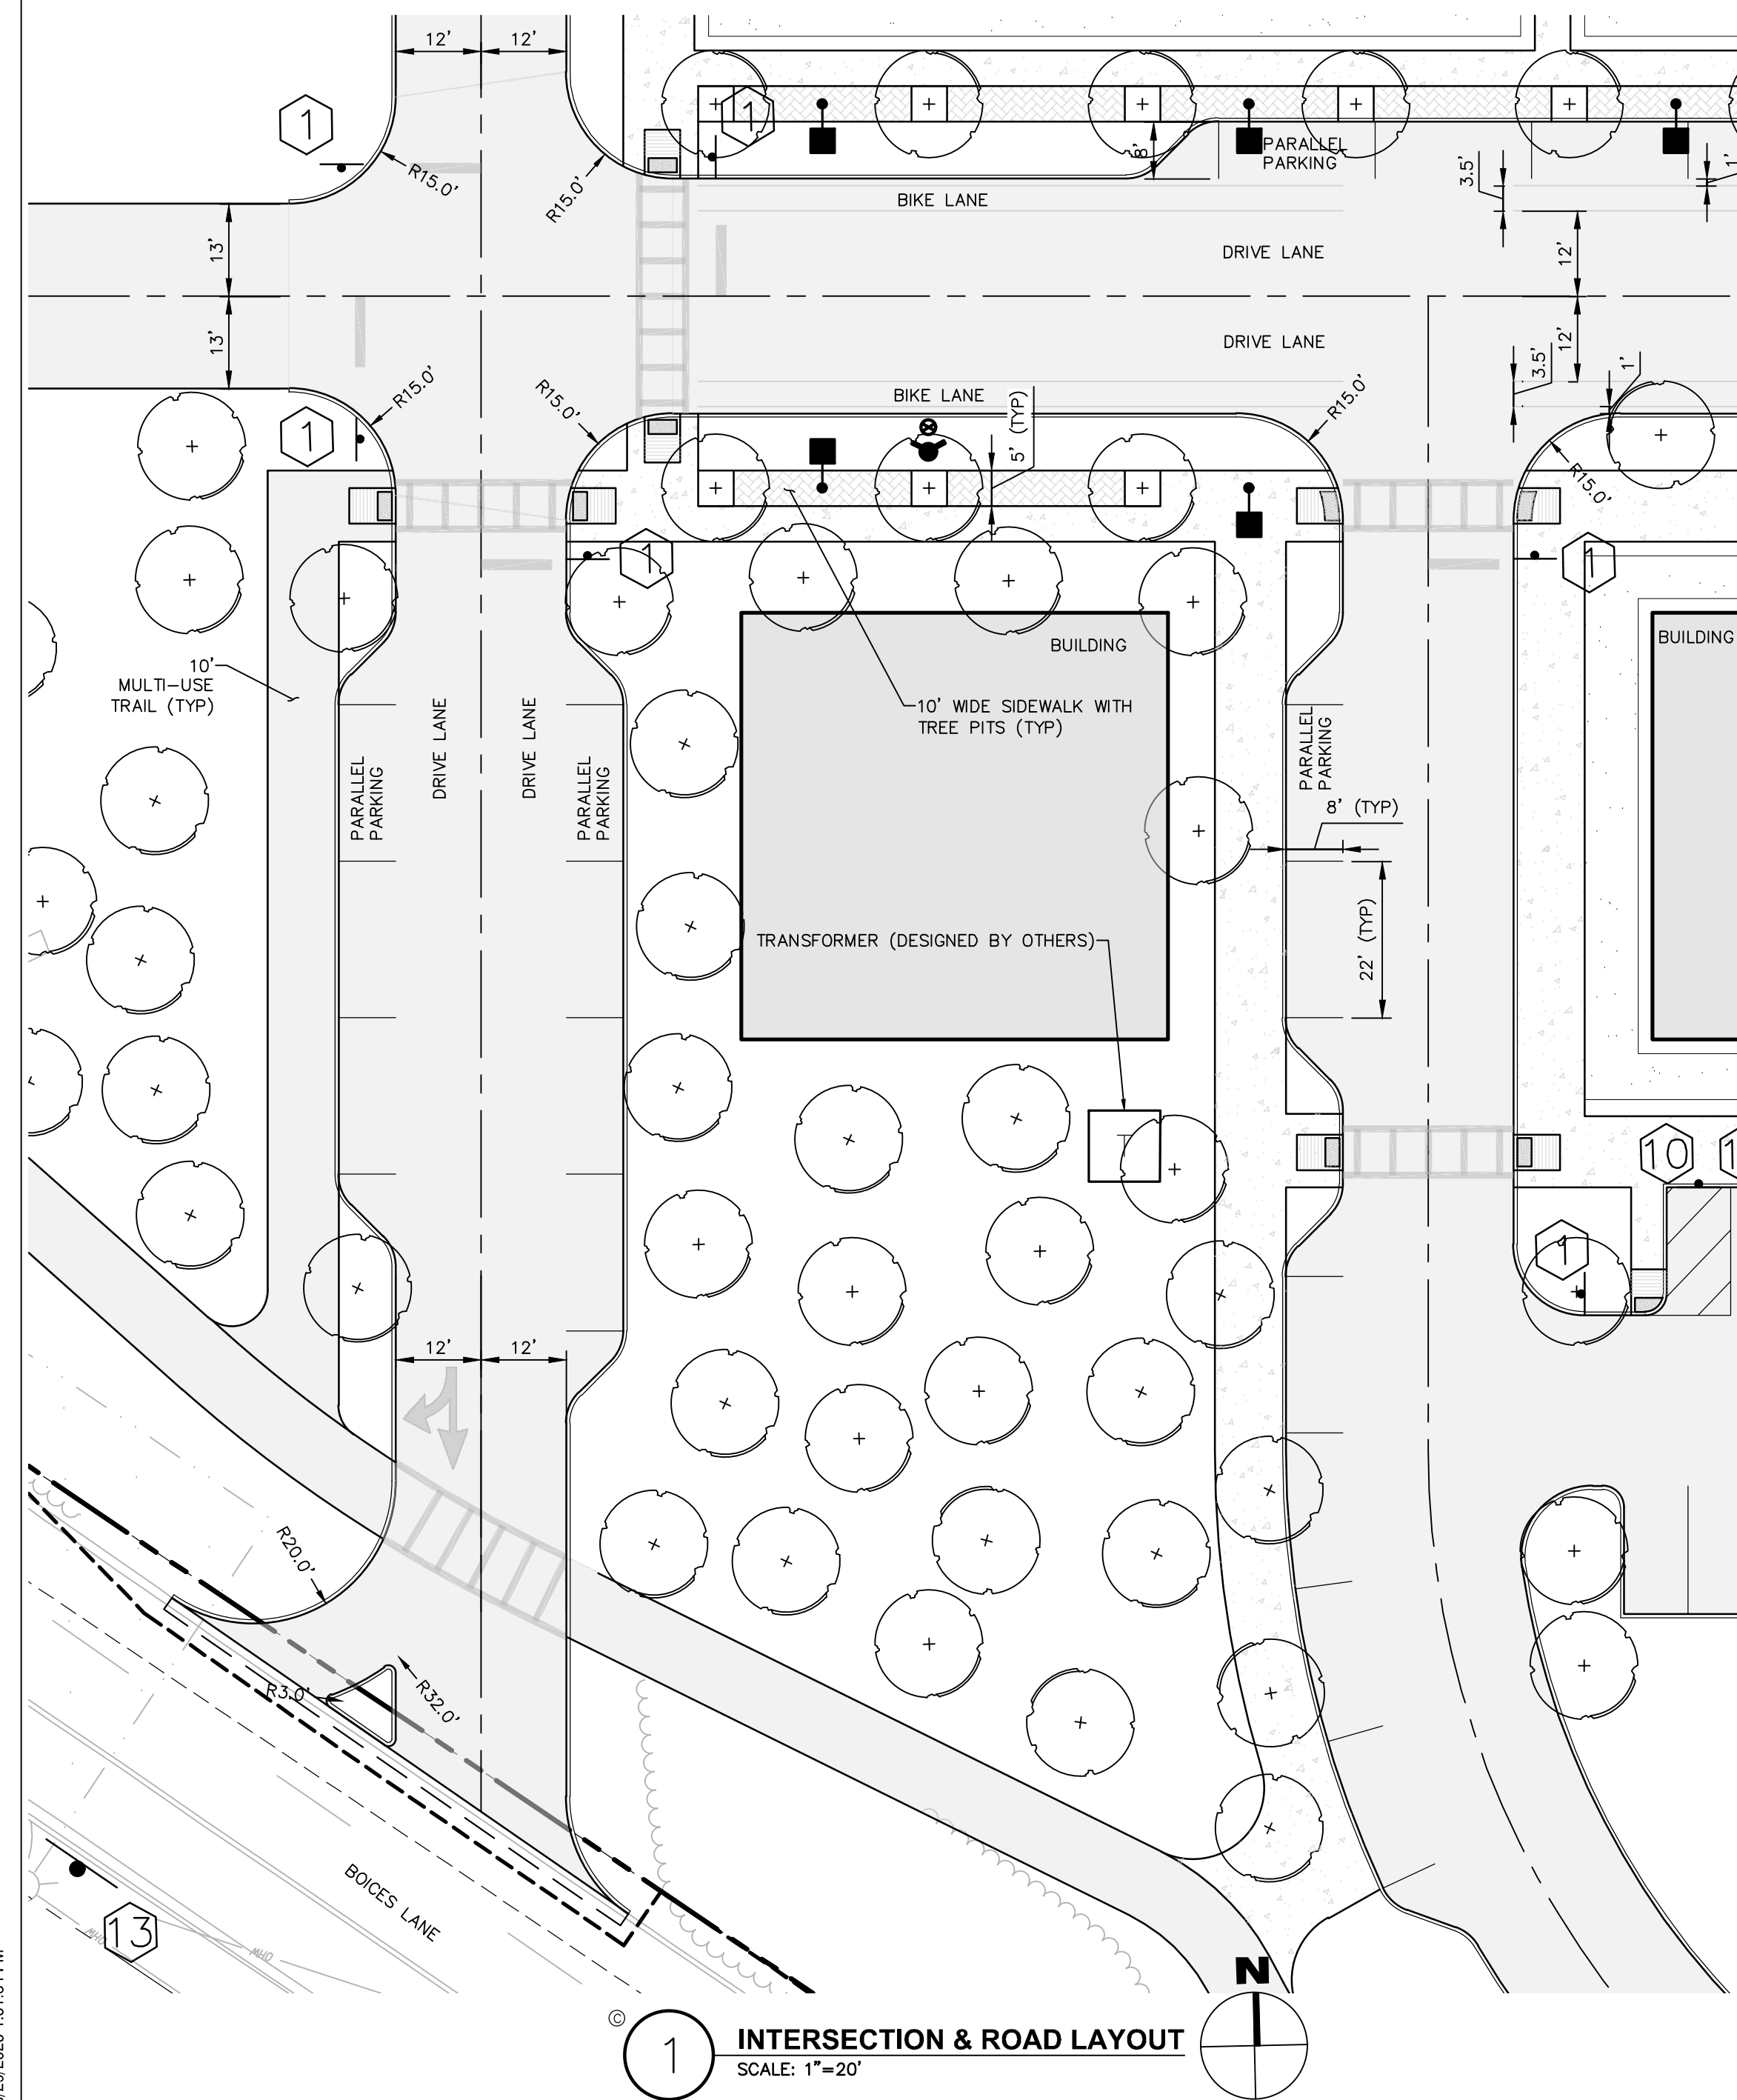 12'
12'
1
1
R15.0'
R15.0'
8'
PARALLEL
PARKING
3.5'
1'
BIKE LANE
13'
DRIVE LANE
12'
13'
DRIVE LANE
12'
3.5'
1'
R15.0'
R15.0'
BIKE LANE
5' (TYP)
R15.0'
1
R15.0'
1
1
BUILDING
BUILDING
10'
MULTI-USE
TRAIL (TYP)
10' WIDE SIDEWALK WITH
TREE PITS (TYP)
DRIVE LANE
DRIVE LANE
PARALLEL
PARKING
PARALLEL
PARKING
PARALLEL
PARKING
8' (TYP)
22' (TYP)
TRANSFORMER (DESIGNED BY OTHERS)
T
10
1
1
12'
12'
R20.0'
R3.0'
R32.0'
BOICES LANE
13
OHW
OHW
N
©
1
INTERSECTION & ROAD LAYOUT
SCALE: 1"=20'